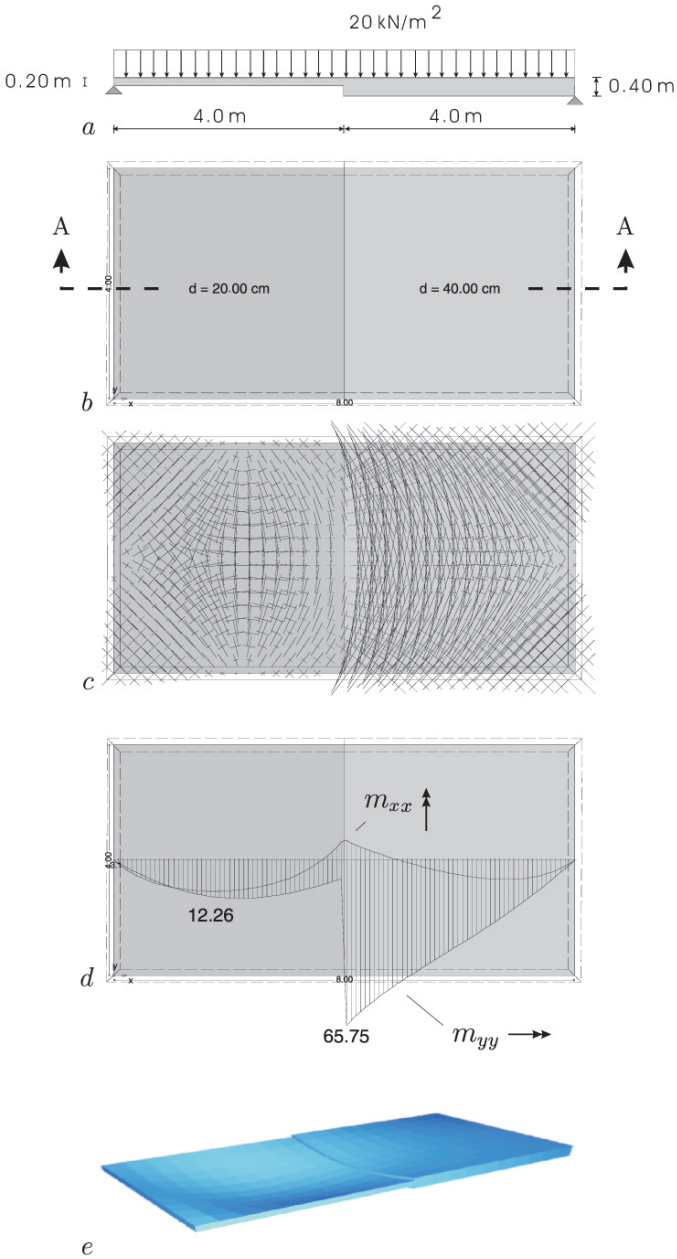 20 kN/m²
0.20 m
0.40 m
4.0 m 4.0 m
a
A A
4.00
d = 20.00 cm d = 40.00 cm
y
x
8.00
b
c
m_xx
4.00
12.26
y
x
8.00
d
65.75
m_yy
e